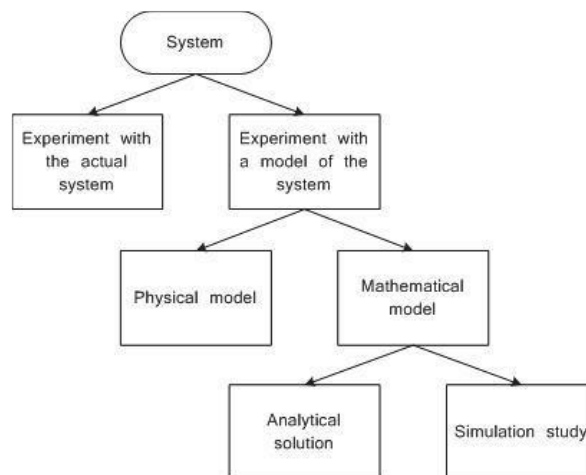 System
Experiment with
the actual
system
Experiment with
a model of the
system
Physical model
Mathematical
model
Analytical
solution
Simulation study